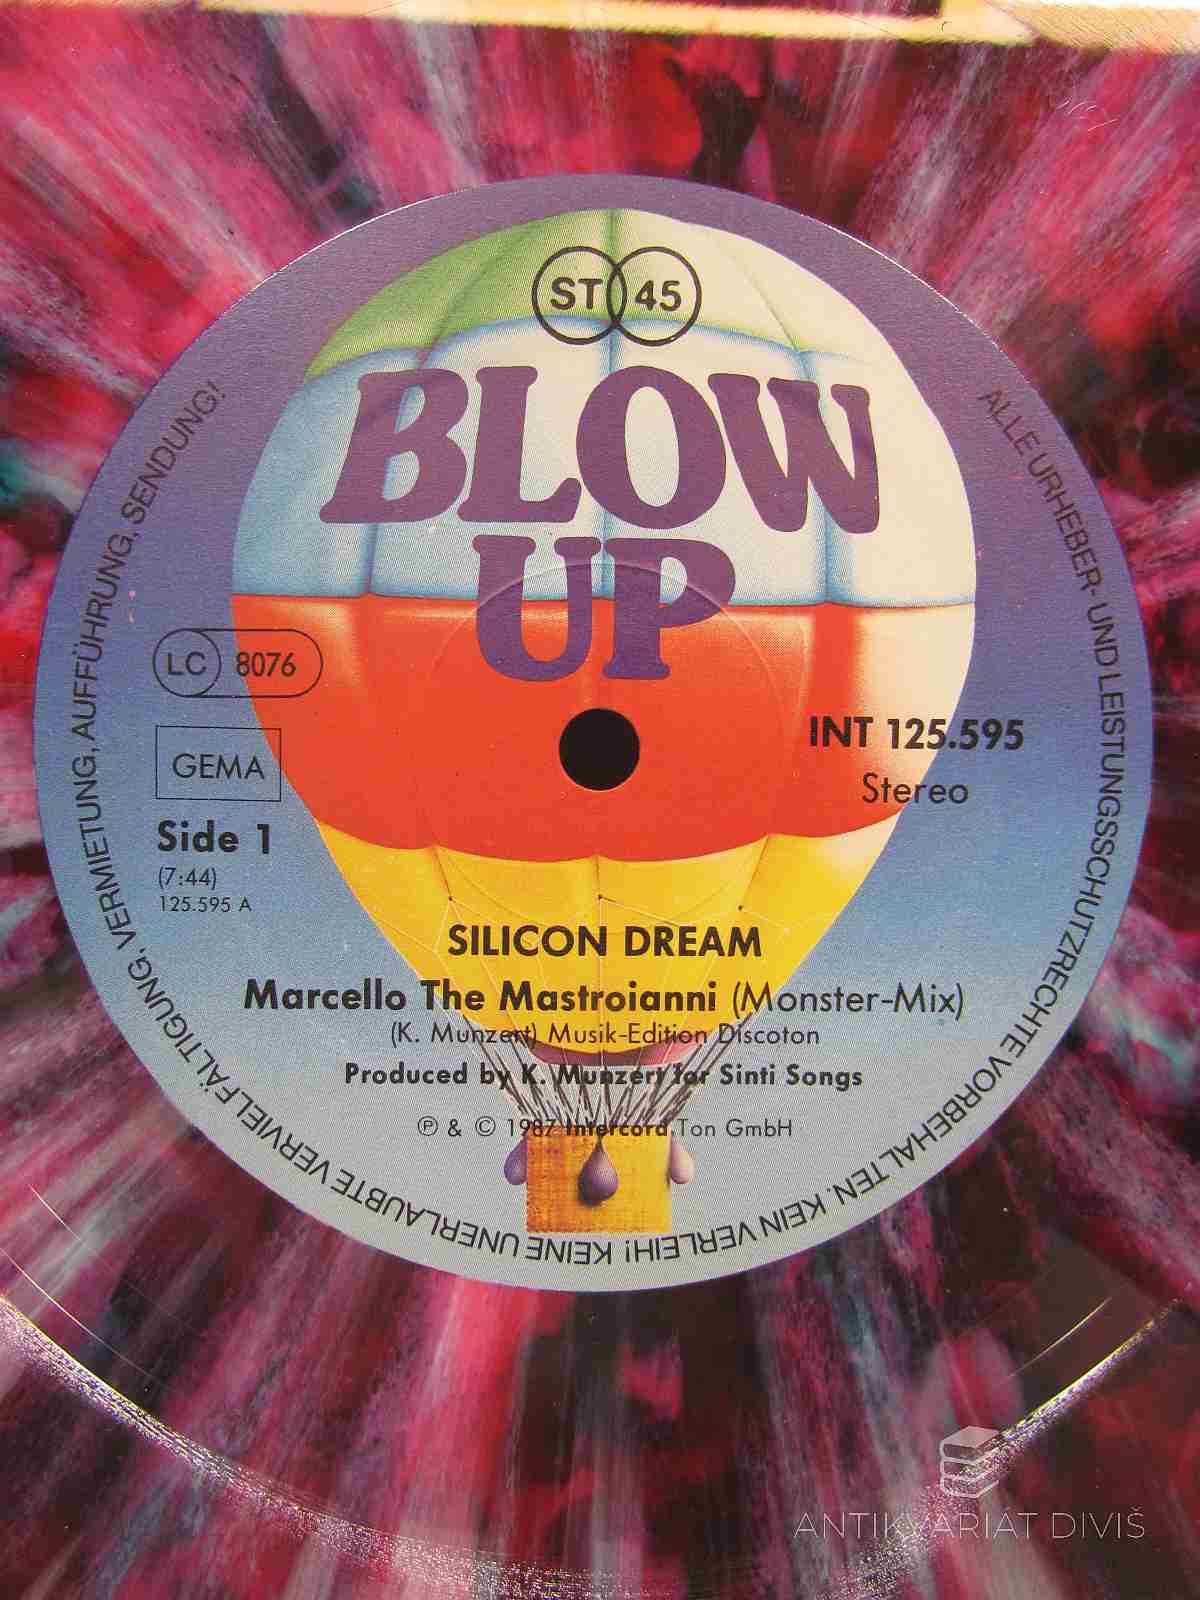 ST 45
BLOW
UP
LC 8076
GEMA
Side 1
(7:44)
125.595 A
INT 125.595
Stereo
SILICON DREAM
Marcello The Mastroianni (Monster-Mix)
(K. Munzert) Musik-Edition Discoton
Produced by K. Munzert for Sinti Songs
℗ & © 1987 Intercord Ton GmbH
ALLE URHEBER- UND LEISTUNGSSCHUTZRECHTE VORBEHALTEN. KEIN VERLEIH! KEINE UNERLAUBTE VERVIELFÄLTIGUNG, VERMIETUNG, AUFFÜHRUNG, SENDUNG!
ANTIKVARIÁT DIVIŠ